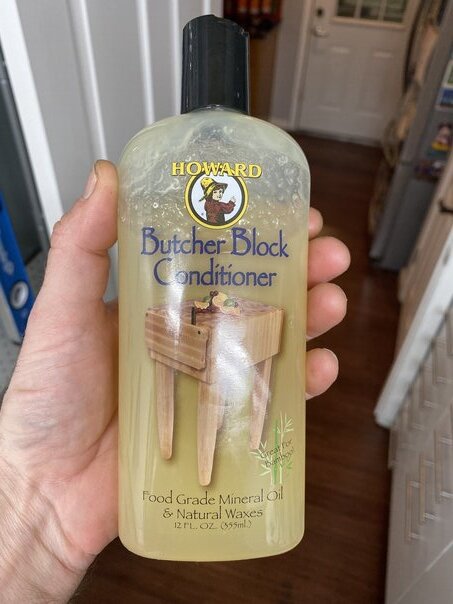 HOWARD
Butcher Block
Conditioner
Great for
bamboo!
Food Grade Mineral Oil
& Natural Waxes
12 FL. OZ. (355mL)